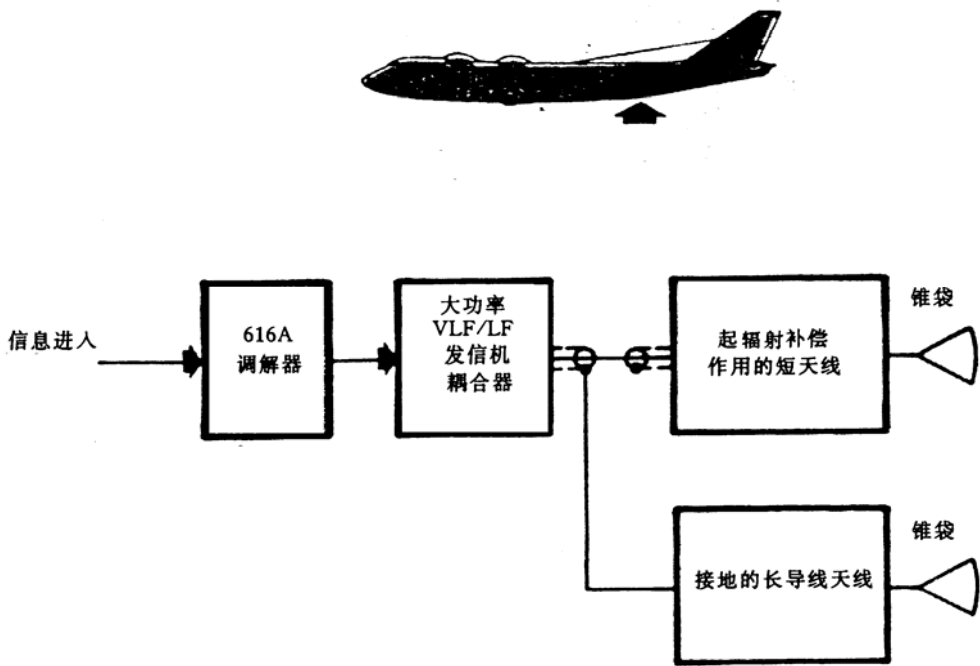 信息进入
616A
调解器
大功率
VLF/LF
发信机
耦合器
起辐射补偿
作用的短天线
锥袋
接地的长导线天线
锥袋